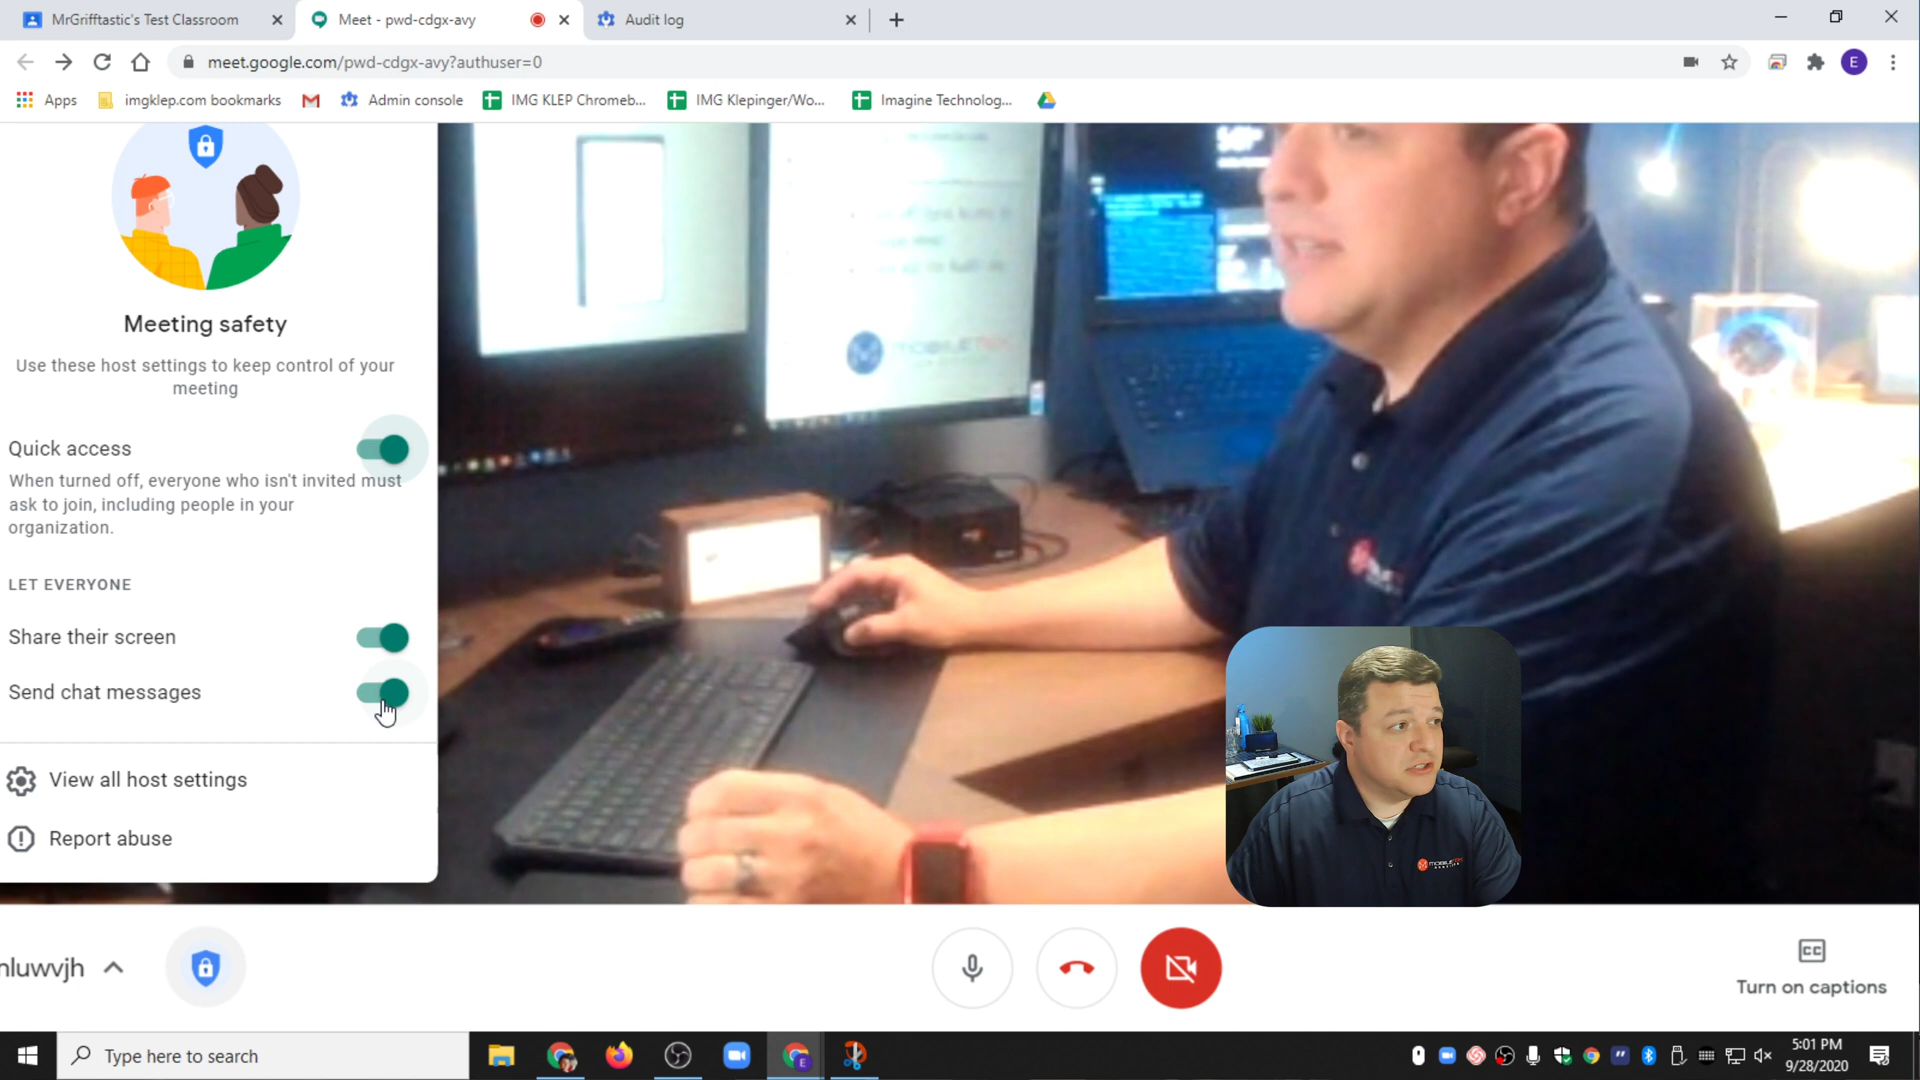 MrGrifftastic's Test Classroom
Meet - pwd-cdgx-avy
Audit log
meet.google.com/pwd-cdgx-avy?authuser=0
E
Apps
imgklep.com bookmarks
Admin console
IMG KLEP Chromeb...
IMG Klepinger/Wo...
Imagine Technolog...
Meeting safety
Use these host settings to keep control of your
meeting
Quick access
When turned off, everyone who isn't invited must
ask to join, including people in your
organization.
LET EVERYONE
Share their screen
Send chat messages
View all host settings
Report abuse
nluwvjh
CC
Turn on captions
Type here to search
E
5:01 PM
9/28/2020